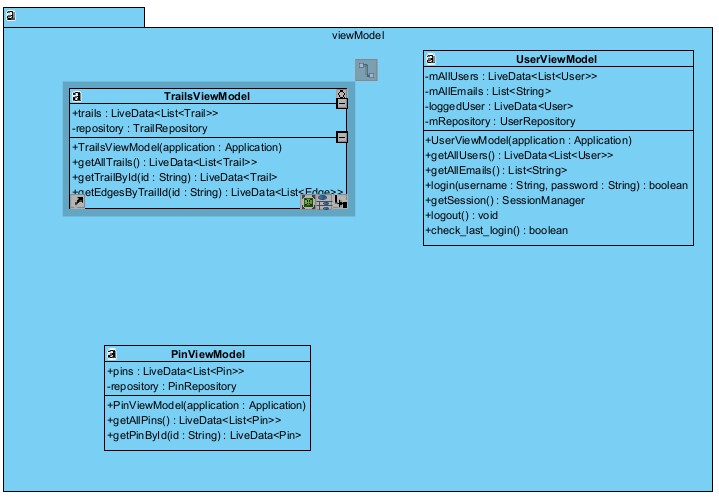 a
viewModel
a
TrailsViewModel
+trails : LiveData<List<Trail>>
-repository : TrailRepository
+TrailsViewModel(application : Application)
+getAllTrails() : LiveData<List<Trail>>
+getTrailById(id : String) : LiveData<Trail>
+getEdgesByTrailId(id : String) : LiveData<List<Edge>>
a
UserViewModel
-mAllUsers : LiveData<List<User>>
-mAllEmails : List<String>
-loggedUser : LiveData<User>
-mRepository : UserRepository
+UserViewModel(application : Application)
+getAllUsers() : LiveData<List<User>>
+getAllEmails() : List<String>
+login(username : String, password : String) : boolean
+getSession() : SessionManager
+logout() : void
+check_last_login() : boolean
a
PinViewModel
+pins : LiveData<List<Pin>>
-repository : PinRepository
+PinViewModel(application : Application)
+getAllPins() : LiveData<List<Pin>>
+getPinById(id : String) : LiveData<Pin>